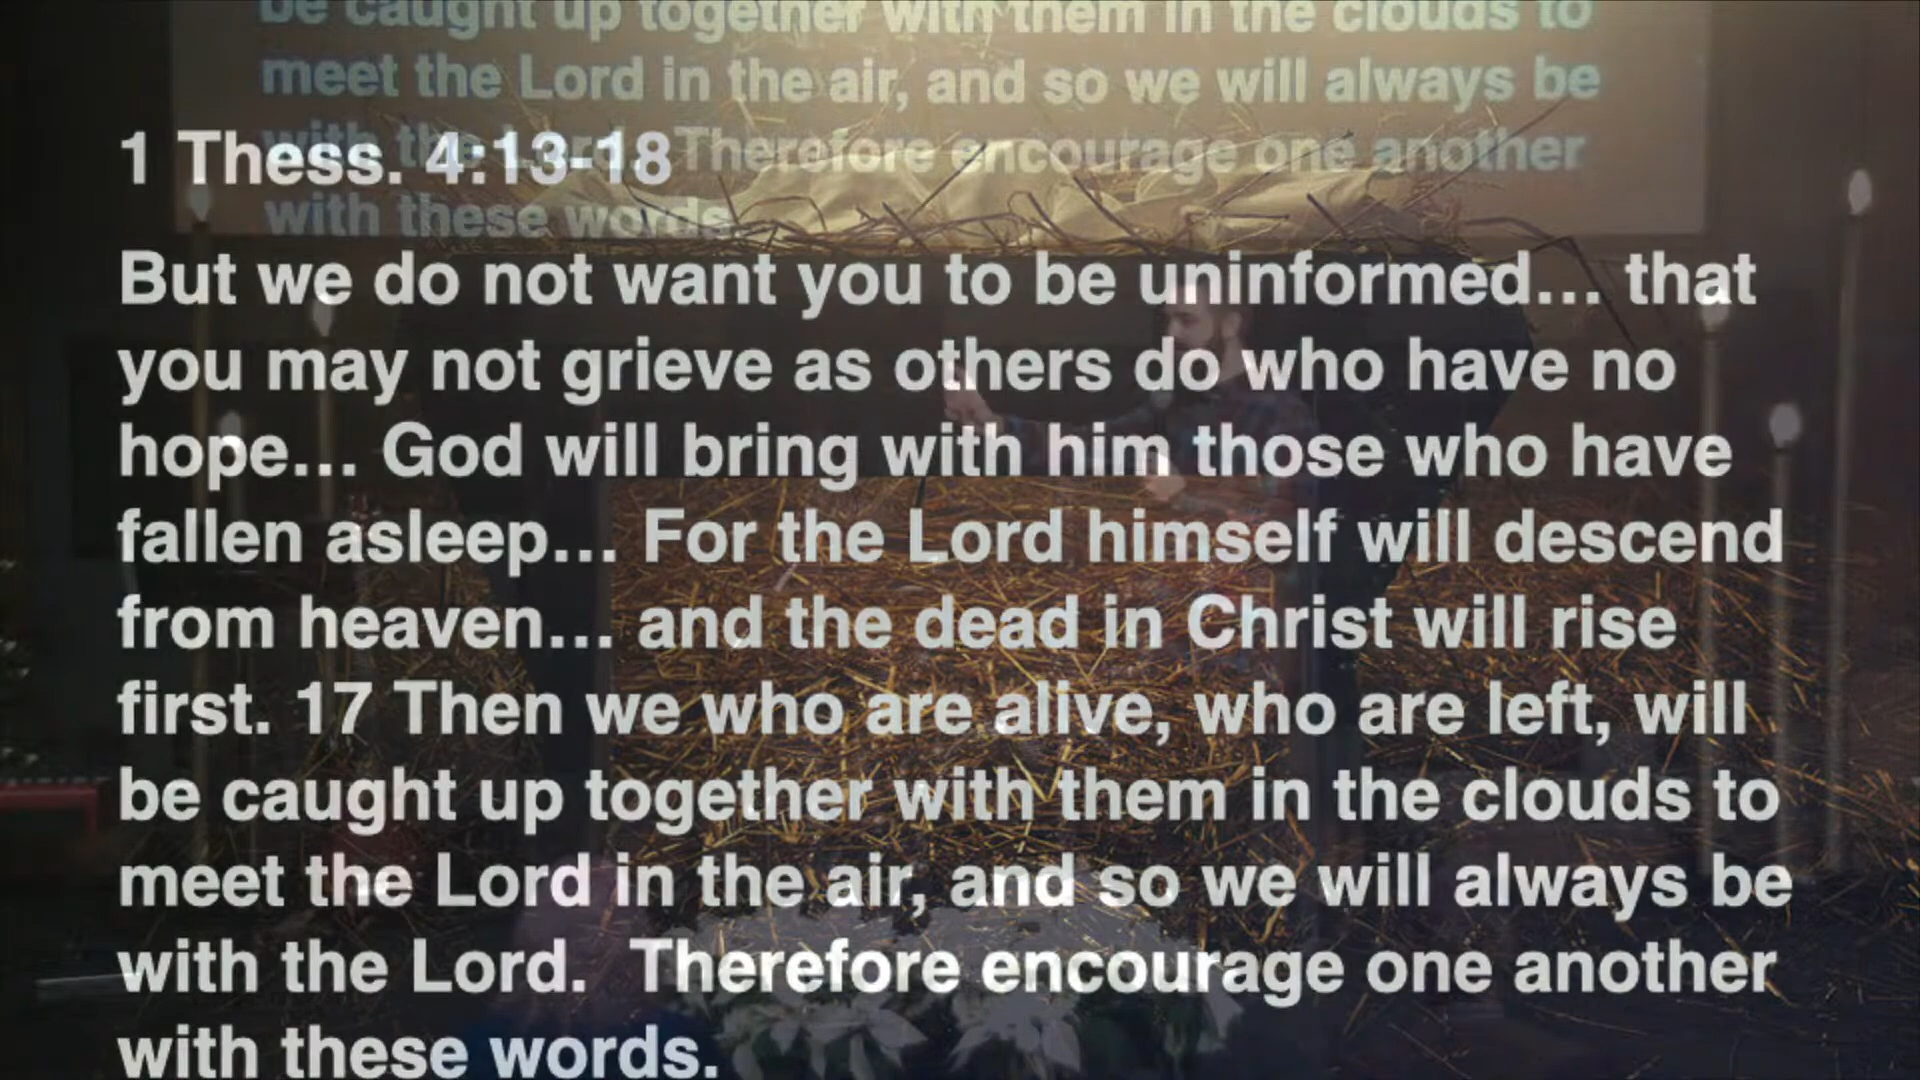 be caught up together with them in the clouds to
meet the Lord in the air, and so we will always be
with the Lord. Therefore encourage one another
with these words.
1 Thess. 4:13-18
But we do not want you to be uninformed... that
you may not grieve as others do who have no
hope... God will bring with him those who have
fallen asleep... For the Lord himself will descend
from heaven... and the dead in Christ will rise
first. 17 Then we who are alive, who are left, will
be caught up together with them in the clouds to
meet the Lord in the air, and so we will always be
with the Lord.  Therefore encourage one another
with these words.